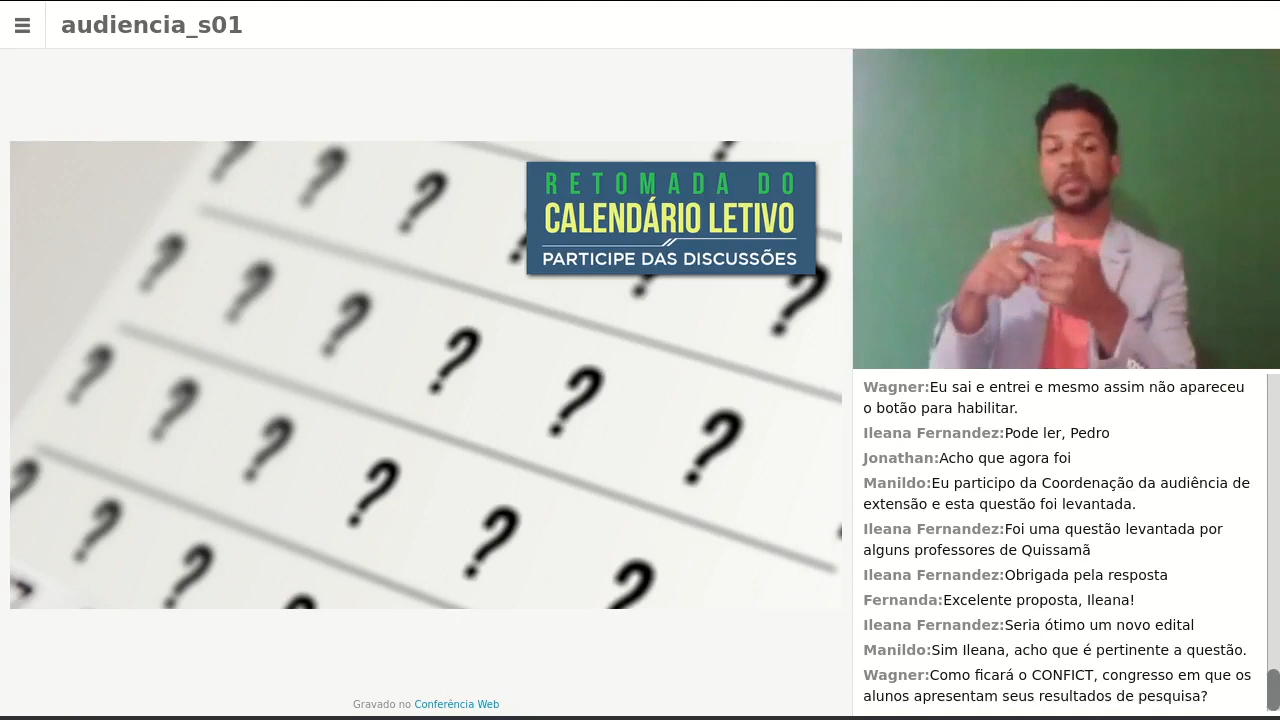 audiencia_s01
RETOMADA DO
CALENDÁRIO LETIVO
PARTICIPE DAS DISCUSSÕES
? ? ? ? ?
? ? ? ? ? ?
? ? ? ? ? ?
? ? ? ?
Gravado no Conferência Web
Wagner:Eu sai e entrei e mesmo assim não apareceu
o botão para habilitar.
Ileana Fernandez:Pode ler, Pedro
Jonathan:Acho que agora foi
Manildo:Eu participo da Coordenação da audiência de
extensão e esta questão foi levantada.
Ileana Fernandez:Foi uma questão levantada por
alguns professores de Quissamã
Ileana Fernandez:Obrigada pela resposta
Fernanda:Excelente proposta, Ileana!
Ileana Fernandez:Seria ótimo um novo edital
Manildo:Sim Ileana, acho que é pertinente a questão.
Wagner:Como ficará o CONFICT, congresso em que os
alunos apresentam seus resultados de pesquisa?